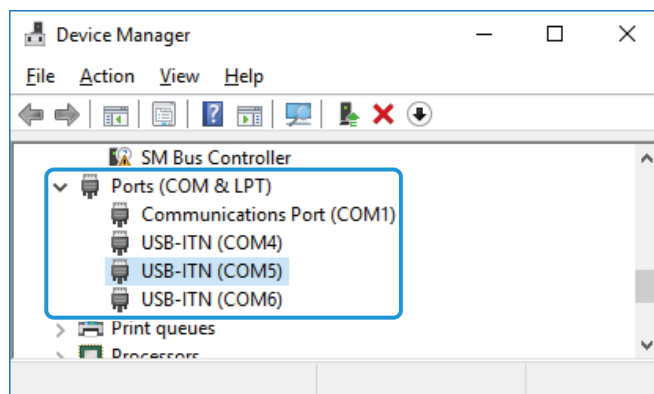 Device Manager
File Action View Help
SM Bus Controller
Ports (COM & LPT)
Communications Port (COM1)
USB-ITN (COM4)
USB-ITN (COM5)
USB-ITN (COM6)
Print queues
Processors